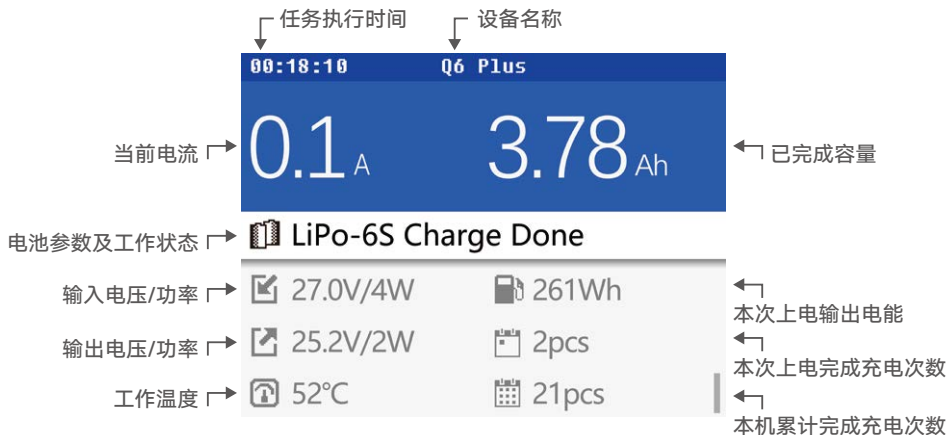 任务执行时间
设备名称
00:18:10 Q6 Plus
当前电流 0.1 A 3.78 Ah 已完成容量
电池参数及工作状态 LiPo-6S Charge Done
输入电压/功率 27.0V/4W 261Wh 本次上电输出电能
输出电压/功率 25.2V/2W 2pcs 本次上电完成充电次数
工作温度 52℃ 21pcs 本机累计完成充电次数